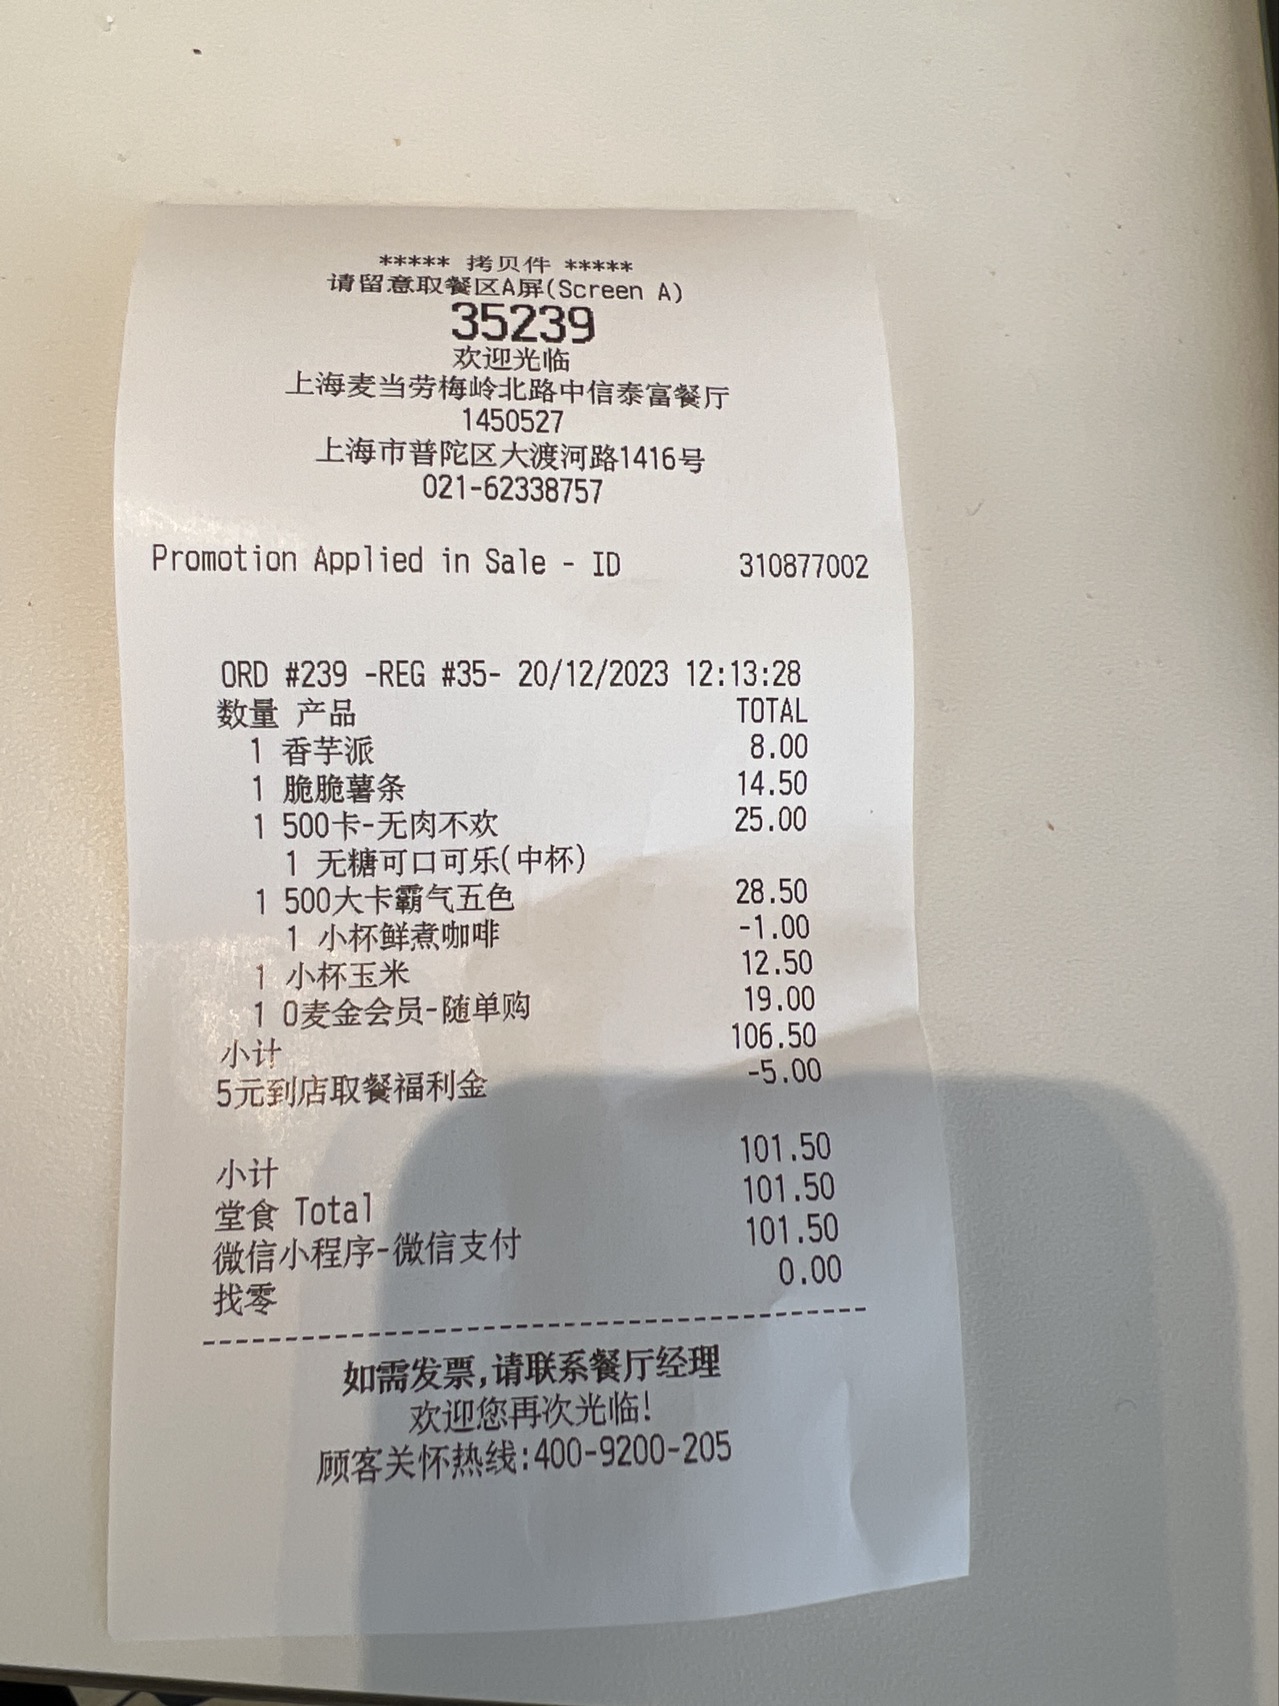 ***** 拷贝件 *****
请留意取餐区A屏(Screen A)
35239
欢迎光临
上海麦当劳梅岭北路中信泰富餐厅
1450527
上海市普陀区大渡河路1416号
021-62338757
Promotion Applied in Sale - ID 310877002
ORD #239 -REG #35- 20/12/2023 12:13:28
数量 产品 TOTAL
1 香芋派 8.00
1 脆脆薯条 14.50
1 500卡-无肉不欢 25.00
1 无糖可口可乐(中杯)
1 500大卡霸气五色 28.50
1 小杯鲜煮咖啡 -1.00
1 小杯玉米 12.50
1 0麦金会员-随单购 19.00
小计 106.50
5元到店取餐福利金 -5.00
小计 101.50
堂食 Total 101.50
微信小程序-微信支付 101.50
找零 0.00
--------------------------------------------
如需发票,请联系餐厅经理
欢迎您再次光临!
顾客关怀热线:400-9200-205